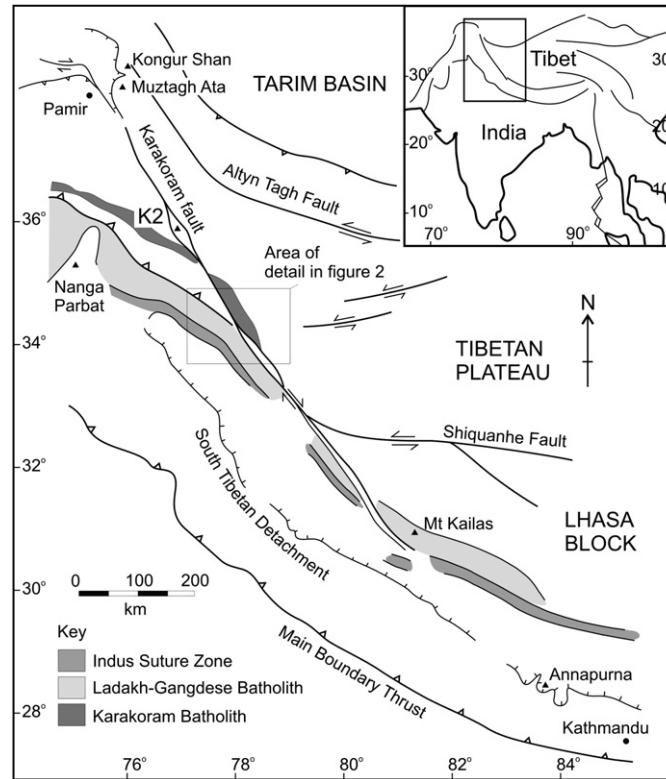 Kongur Shan
Muztagh Ata
Pamir
TARIM BASIN
Karakoram fault
Altyn Tagh Fault
K2
Area of
detail in figure 2
Nanga
Parbat
N
TIBETAN
PLATEAU
Shiquanhe Fault
South Tibetan Detachment
Mt Kailas
LHASA
BLOCK
Main Boundary Thrust
Annapurna
Kathmandu
0 100 200
km
Key
Indus Suture Zone
Ladakh-Gangdese Batholith
Karakoram Batholith
36°
34°
32°
30°
28°
76° 78° 80° 82° 84°
Tibet
India
30°
20°
10°
70° 90°
30
20
10